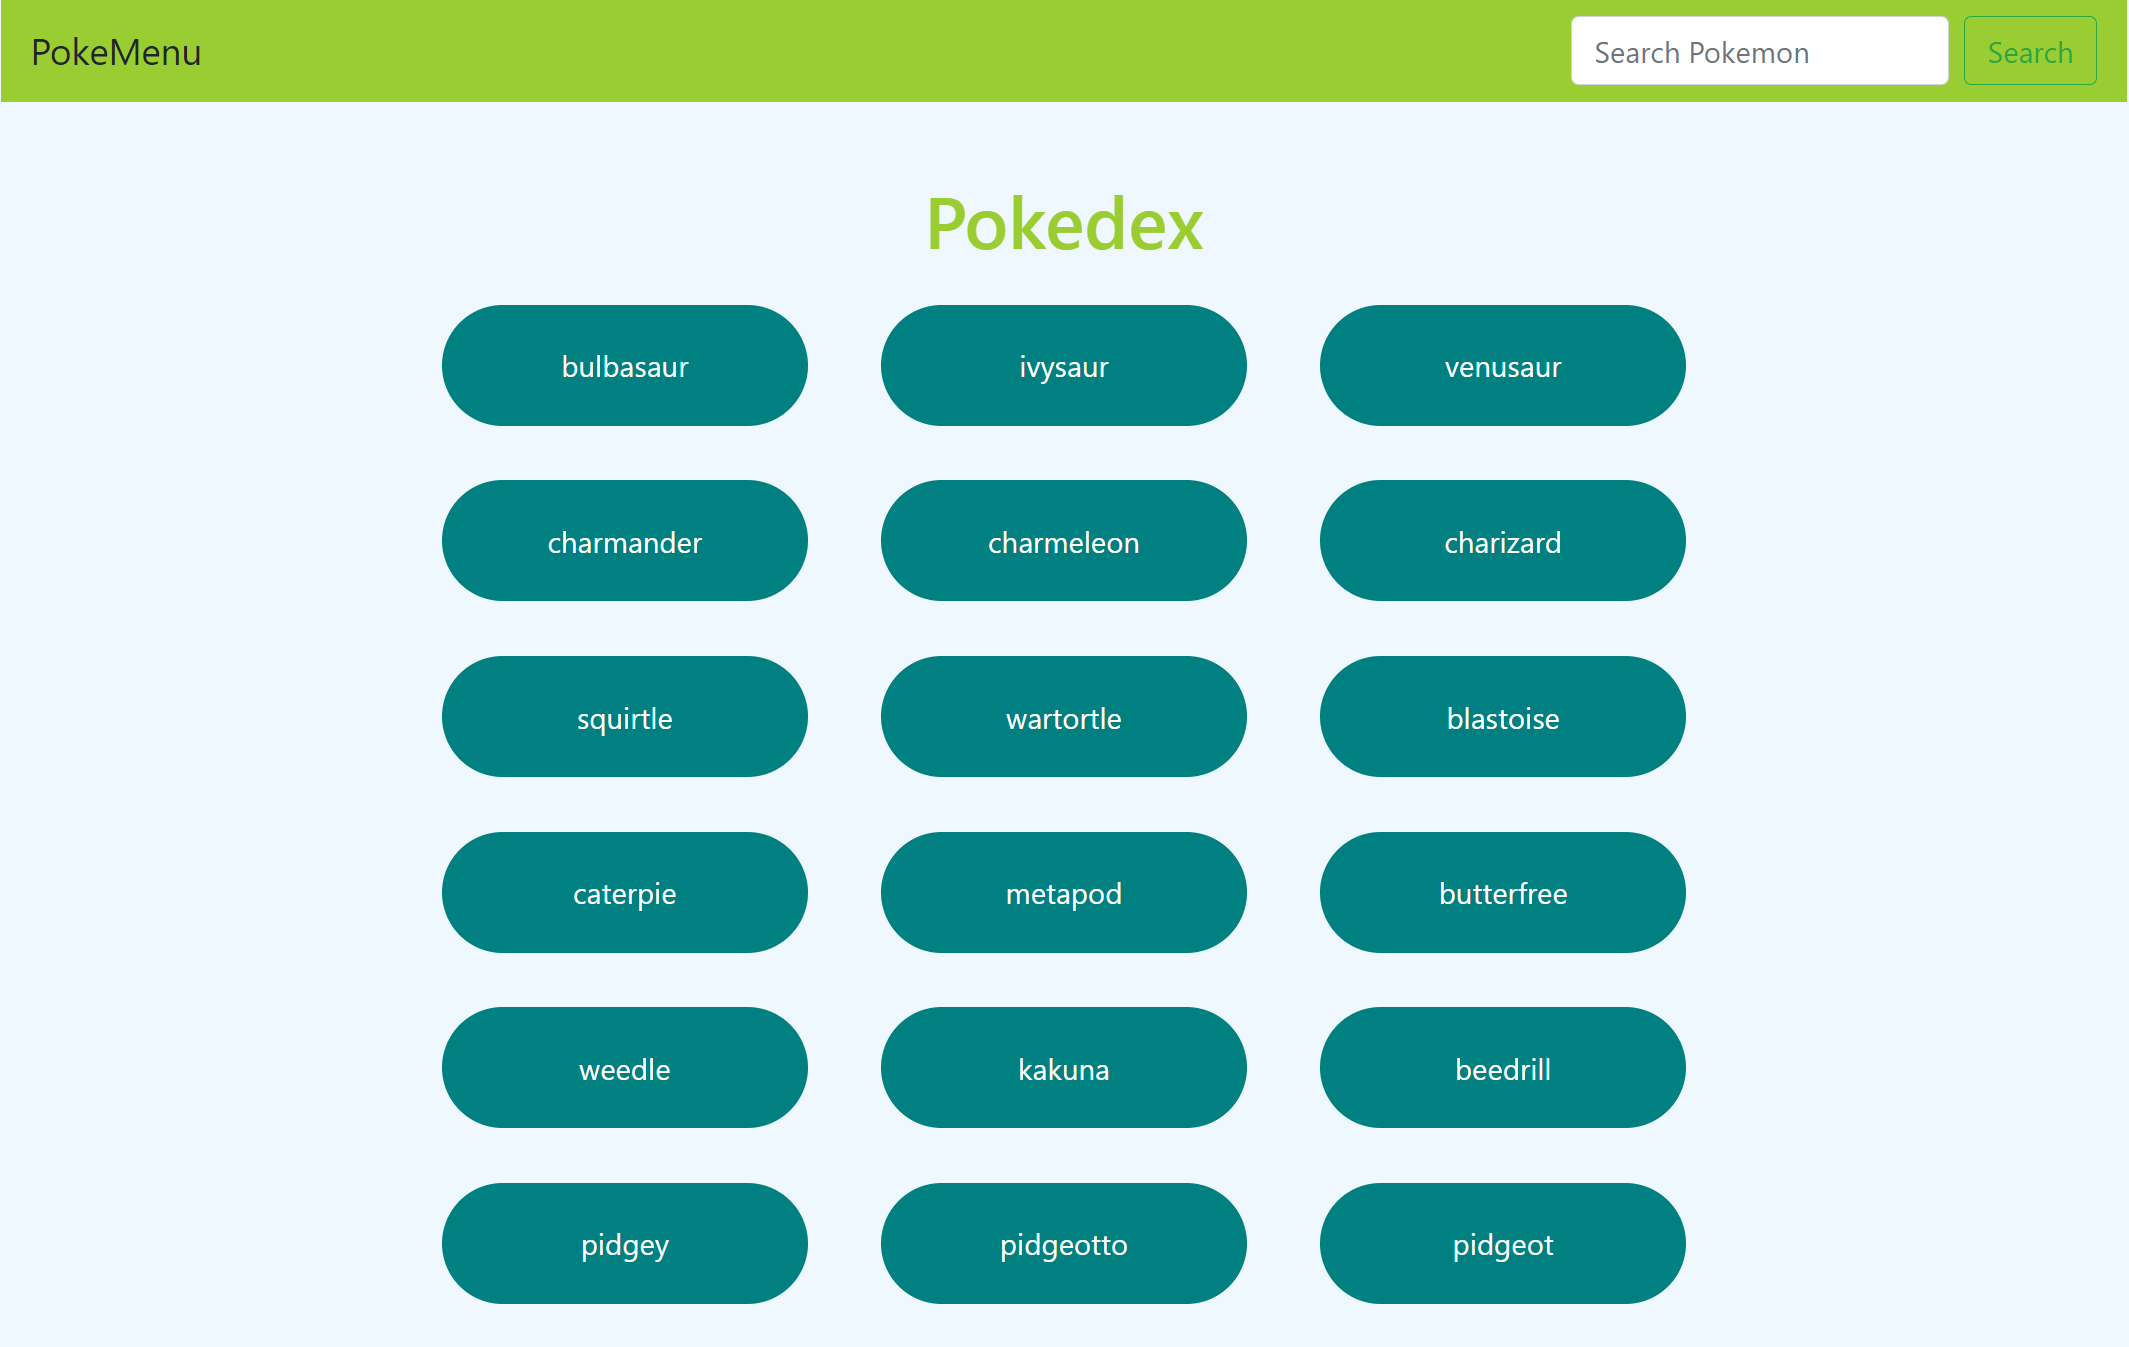 PokeMenu
Search Pokemon
Search
Pokedex
bulbasaur
ivysaur
venusaur
charmander
charmeleon
charizard
squirtle
wartortle
blastoise
caterpie
metapod
butterfree
weedle
kakuna
beedrill
pidgey
pidgeotto
pidgeot